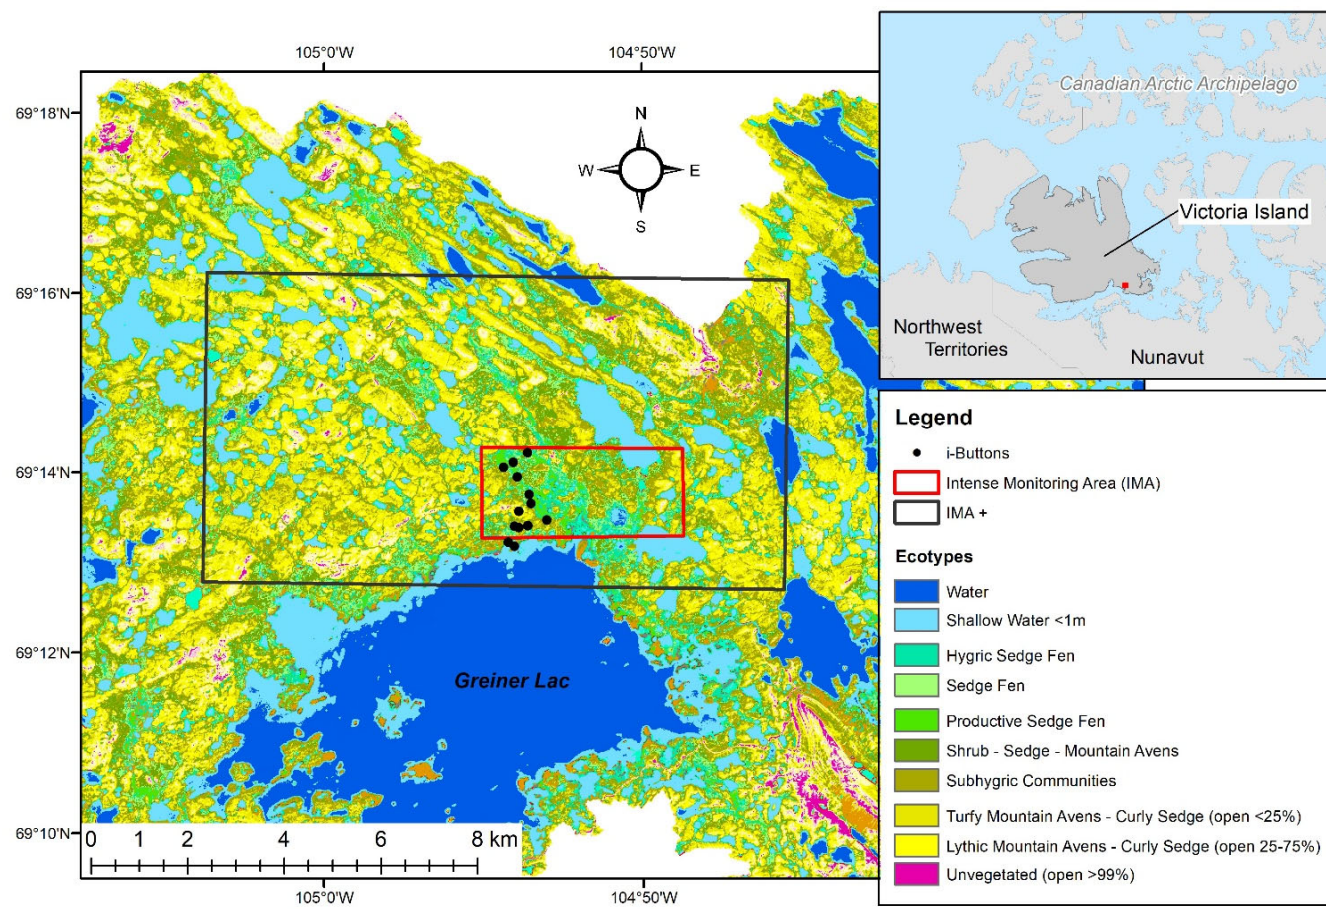 105°0'W
104°50'W
69°18'N
69°16'N
69°14'N
69°12'N
69°10'N
N
W
E
S
Greiner Lac
0
1
2
4
6
8 km
105°0'W
104°50'W
Canadian Arctic Archipelago
Victoria Island
Northwest
Territories
Nunavut
Legend
i-Buttons
Intense Monitoring Area (IMA)
IMA +
Ecotypes
Water
Shallow Water <1m
Hygric Sedge Fen
Sedge Fen
Productive Sedge Fen
Shrub - Sedge - Mountain Avens
Subhygric Communities
Turfy Mountain Avens - Curly Sedge (open <25%)
Lythic Mountain Avens - Curly Sedge (open 25-75%)
Unvegetated (open >99%)